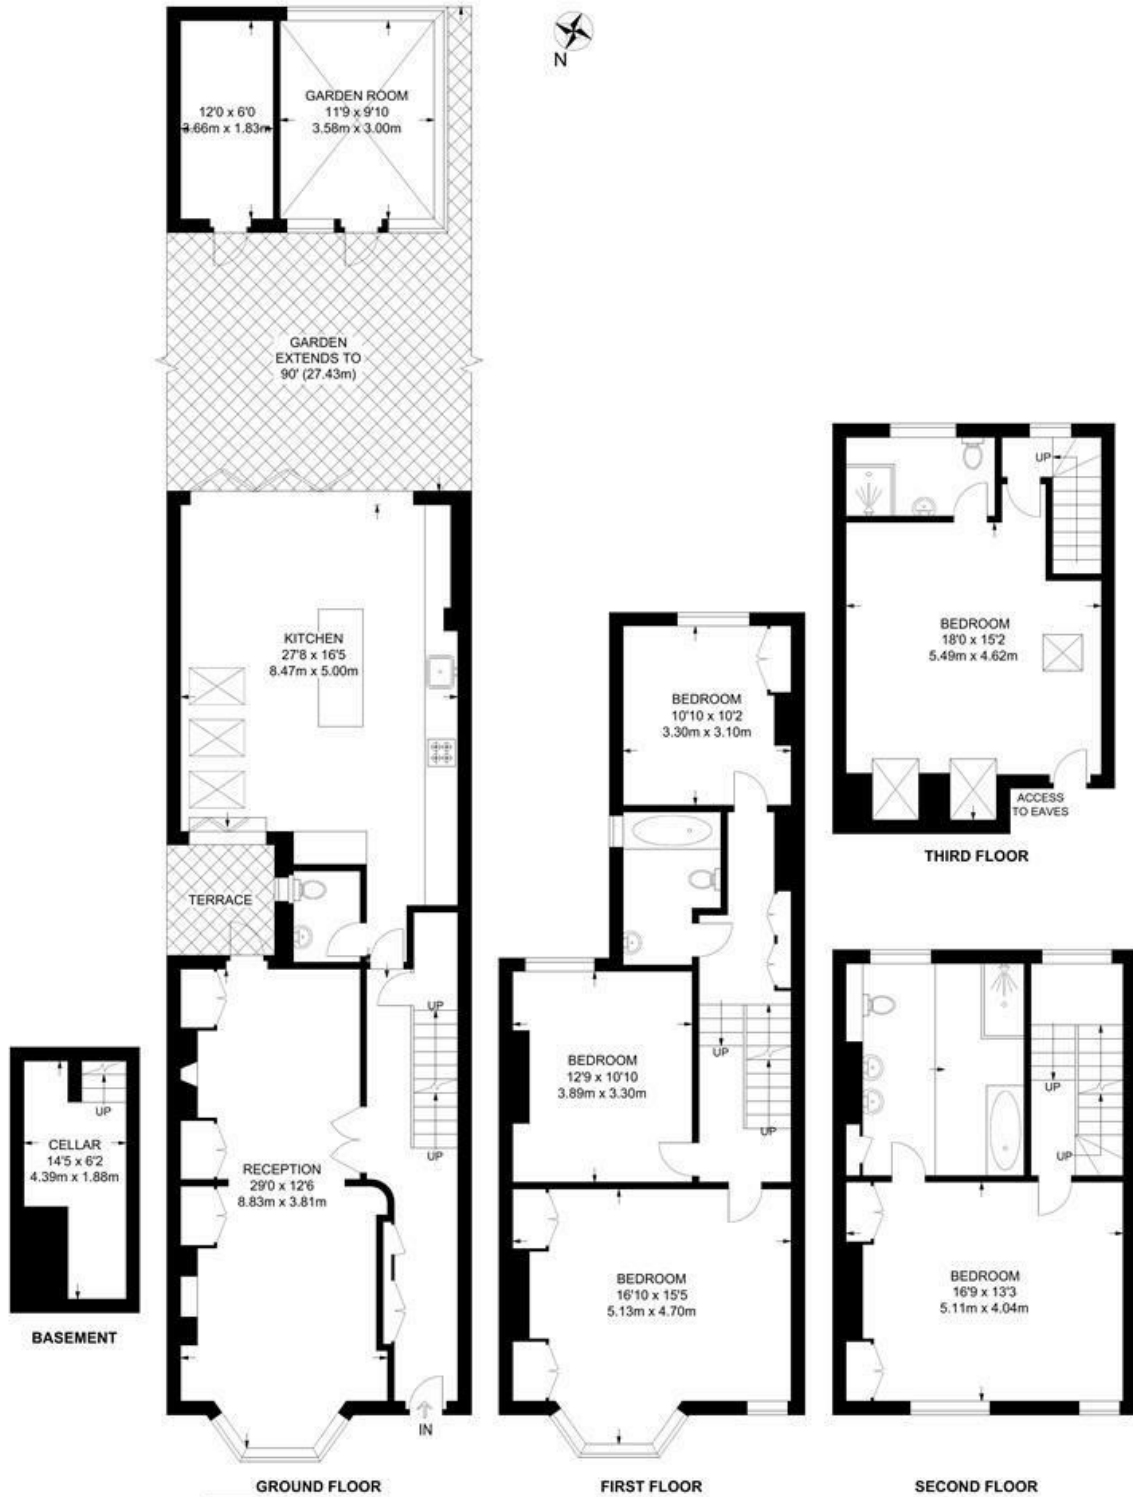 N
12'0 x 6'0
3.66m x 1.83m
GARDEN ROOM
11'9 x 9'10
3.58m x 3.00m
GARDEN
EXTENDS TO
90' (27.43m)
KITCHEN
27'8 x 16'5
8.47m x 5.00m
TERRACE
UP
UP
RECEPTION
29'0 x 12'6
8.83m x 3.81m
IN
GROUND FLOOR
UP
CELLAR
14'5 x 6'2
4.39m x 1.88m
BASEMENT
BEDROOM
10'10 x 10'2
3.30m x 3.10m
BEDROOM
12'9 x 10'10
3.89m x 3.30m
UP
UP
BEDROOM
16'10 x 15'5
5.13m x 4.70m
FIRST FLOOR
UP
BEDROOM
18'0 x 15'2
5.49m x 4.62m
ACCESS
TO EAVES
THIRD FLOOR
UP
UP
BEDROOM
16'9 x 13'3
5.11m x 4.04m
SECOND FLOOR